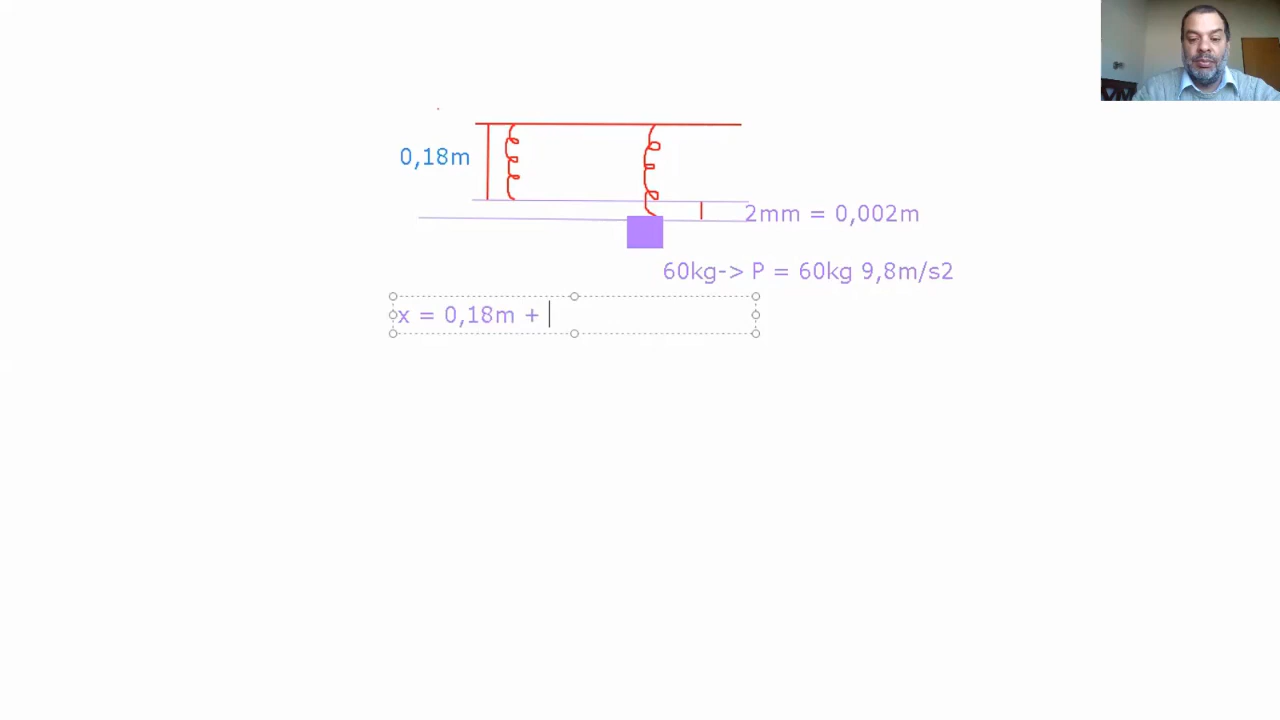 0,18m
2mm = 0,002m
60kg-> P = 60kg 9,8m/s2
x = 0,18m +